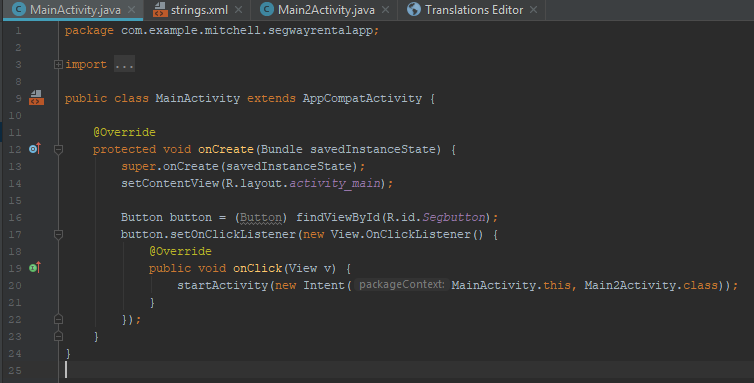 MainActivity.java × strings.xml × Main2Activity.java × Translations Editor ×
1 package com.example.mitchell.segwayrentalapp;
2
3 import ...
8
9 public class MainActivity extends AppCompatActivity {
10
11 @Override
12 protected void onCreate(Bundle savedInstanceState) {
13 super.onCreate(savedInstanceState);
14 setContentView(R.layout.activity_main);
15
16 Button button = (Button) findViewById(R.id.Segbutton);
17 button.setOnClickListener(new View.OnClickListener() {
18 @Override
19 public void onClick(View v) {
20 startActivity(new Intent( packageContext: MainActivity.this, Main2Activity.class));
21 }
22 });
23 }
24 }
25